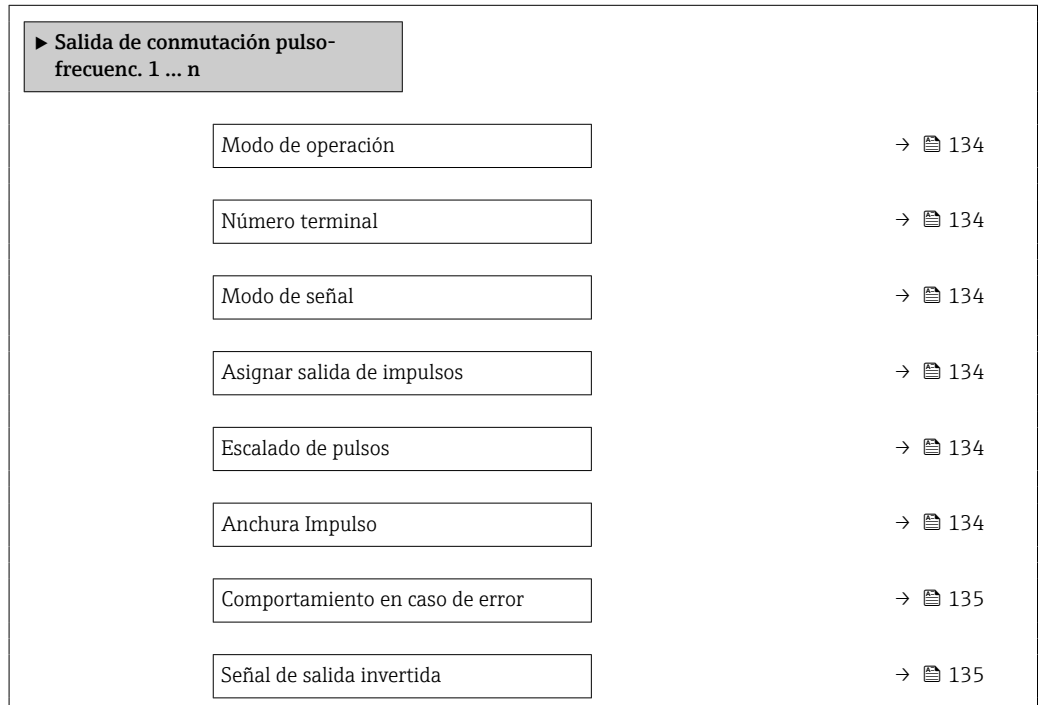 ▶ Salida de conmutación pulso-
frecuenc. 1 ... n
Modo de operación → 134
Número terminal → 134
Modo de señal → 134
Asignar salida de impulsos → 134
Escalado de pulsos → 134
Anchura Impulso → 134
Comportamiento en caso de error → 135
Señal de salida invertida → 135